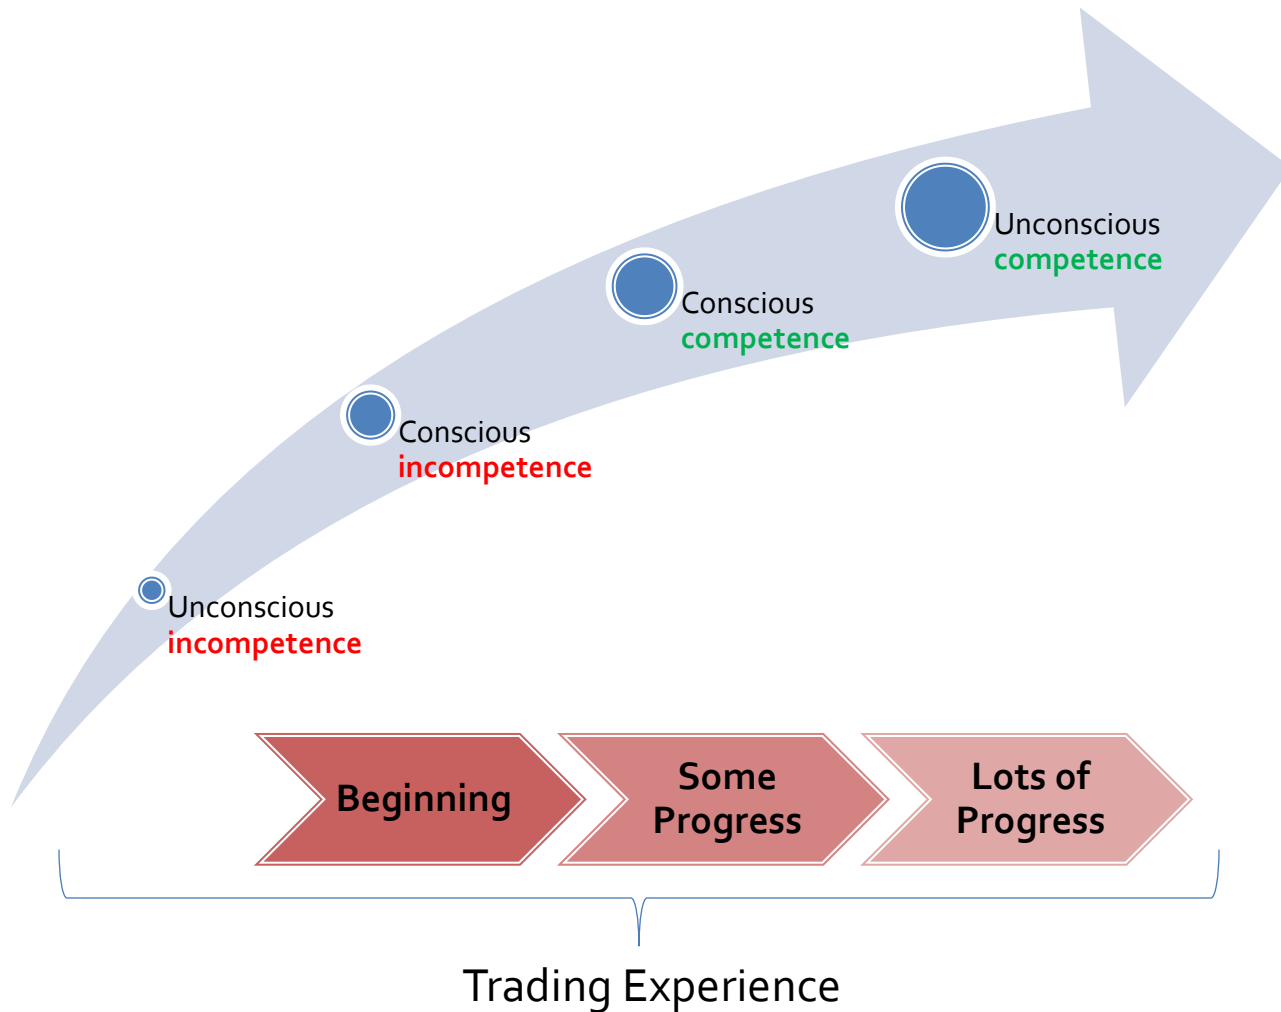 Unconscious
competence
Conscious
competence
Conscious
incompetence
Unconscious
incompetence
Beginning
Some
Progress
Lots of
Progress
Trading Experience